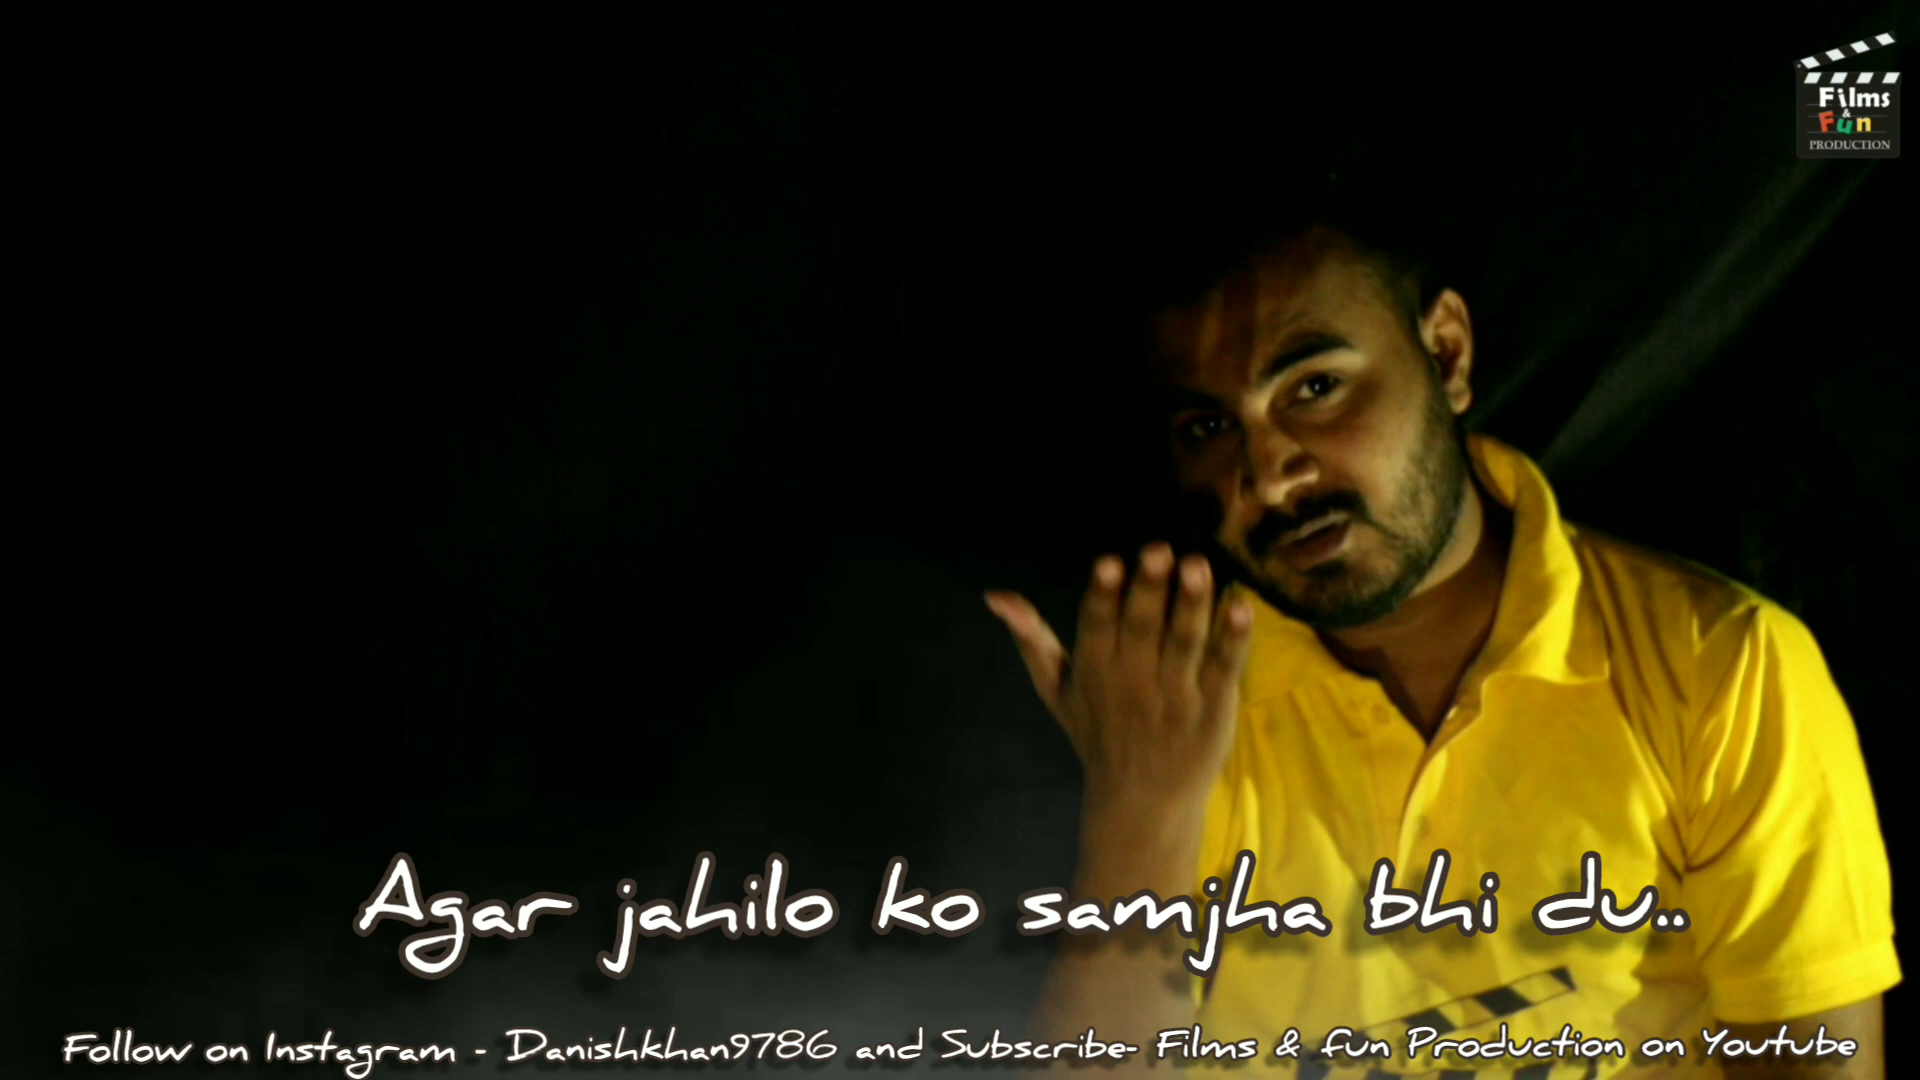 Films
&
Fun
PRODUCTION
Agar jahilo ko samjha bhi du..
Follow on Instagram - Danishkhan9786 and Subscribe- Films & fun Production on Youtube